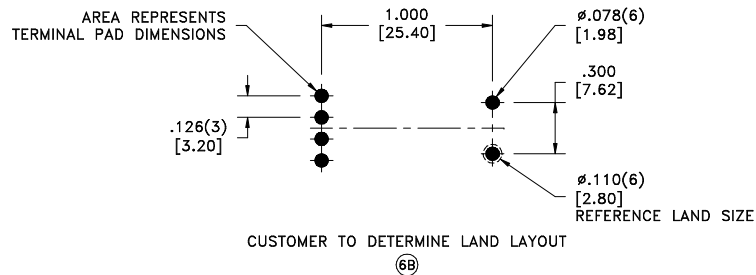 AREA REPRESENTS
TERMINAL PAD DIMENSIONS
1.000
[25.40]
ø.078(6)
[1.98]
.300
[7.62]
.126(3)
[3.20]
ø.110(6)
[2.80]
REFERENCE LAND SIZE
CUSTOMER TO DETERMINE LAND LAYOUT
6B